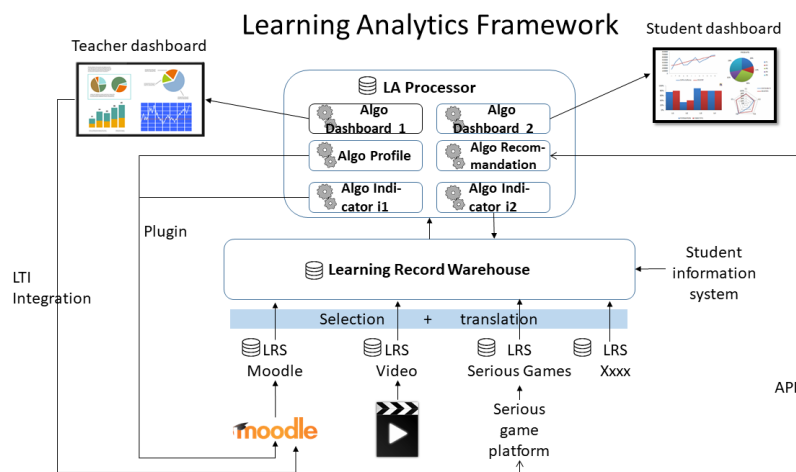 Learning Analytics Framework
Teacher dashboard
Student dashboard
LA Processor
Algo
Dashboard_1
Algo
Dashboard_2
Algo Profile
Algo Recom-
mandation
Algo Indi-
cator i1
Algo Indi-
cator i2
Plugin
LTI
Integration
Learning Record Warehouse
Student
information
system
Selection + translation
LRS
Moodle
LRS
Video
LRS
Serious Games
LRS
Xxxx
API
moodle
Serious
game
platform